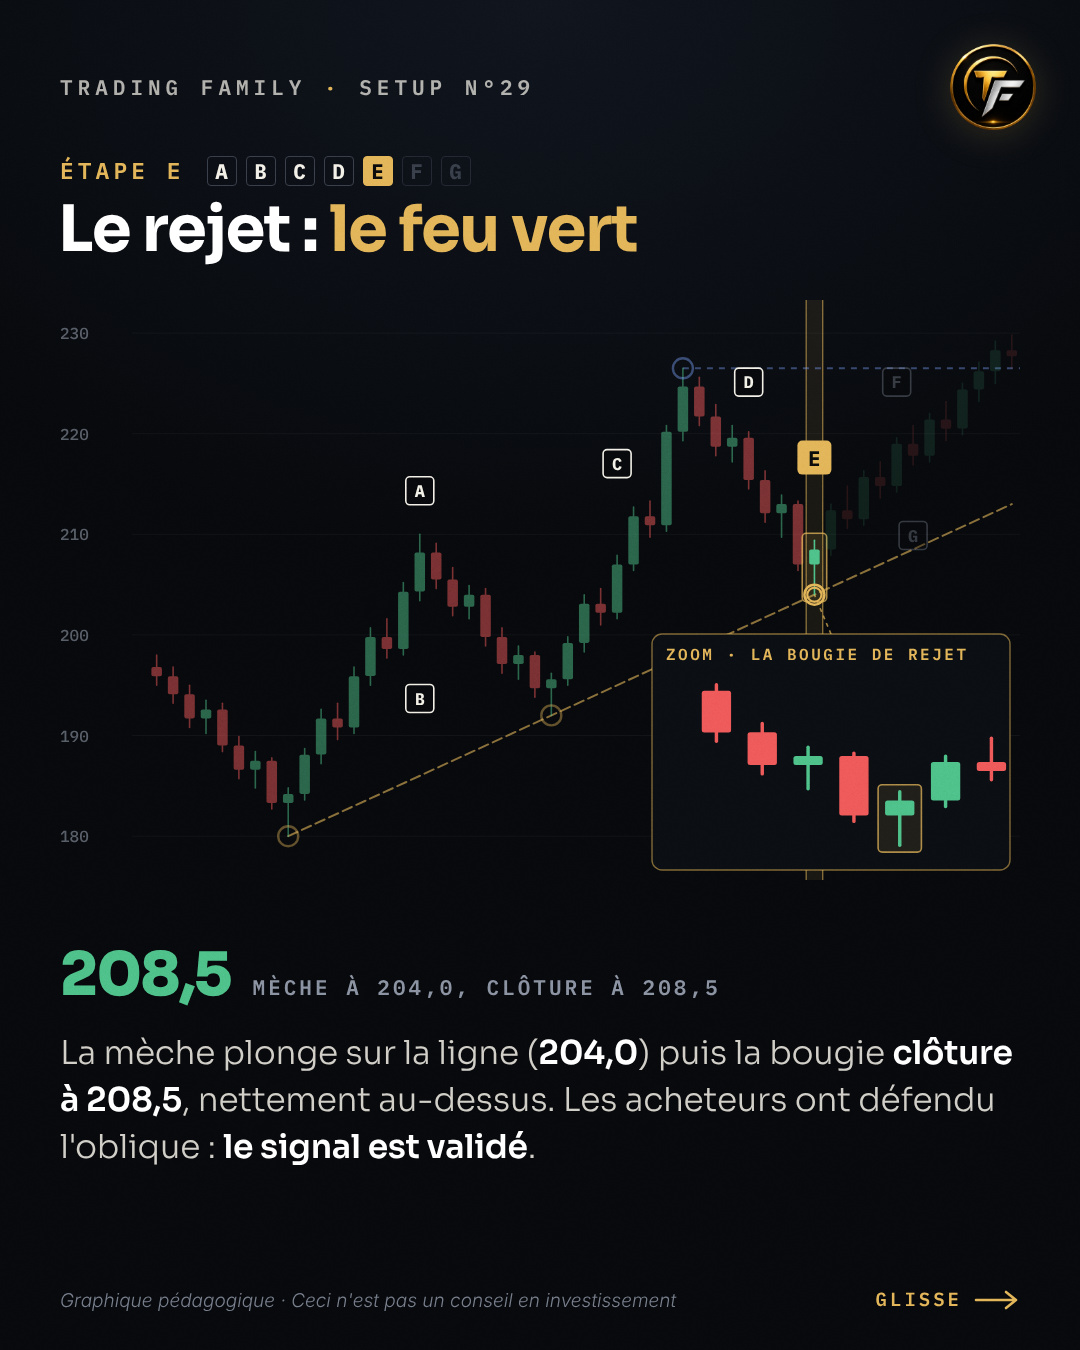 TRADING FAMILY · SETUP N°29
TF
ÉTAPE E A B C D E F G
Le rejet : le feu vert
230
220
210
200
190
180
A
B
C
D
E
F
G
ZOOM · LA BOUGIE DE REJET
208,5 MÈCHE À 204,0, CLÔTURE À 208,5
La mèche plonge sur la ligne (204,0) puis la bougie clôture
à 208,5, nettement au-dessus. Les acheteurs ont défendu
l'oblique : le signal est validé.
Graphique pédagogique · Ceci n'est pas un conseil en investissement
GLISSE →